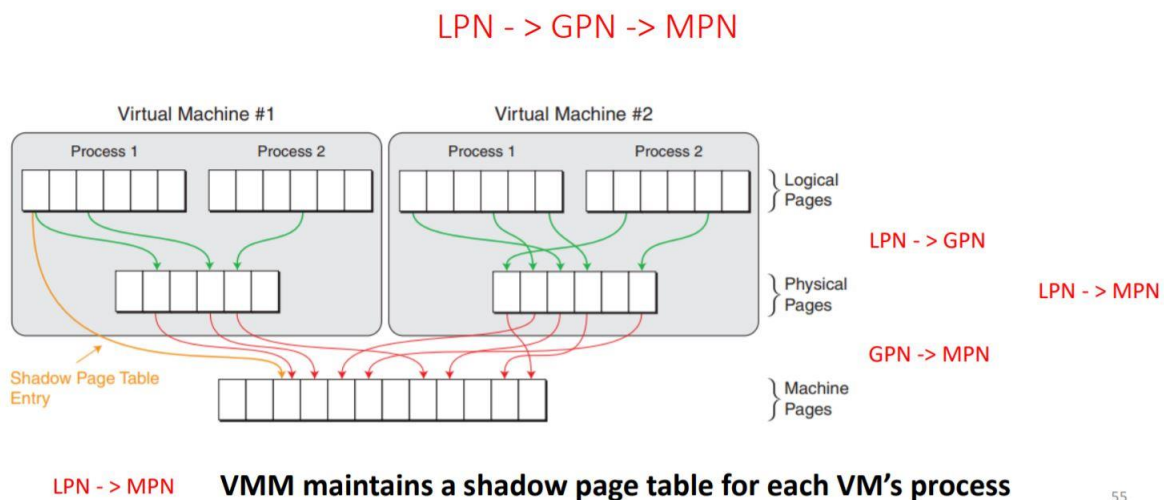 LPN - > GPN -> MPN
Virtual Machine #1
Virtual Machine #2
Process 1
Process 2
Process 1
Process 2
Logical
Pages
LPN - > GPN
Physical
Pages
LPN - > MPN
GPN -> MPN
Shadow Page Table
Entry
Machine
Pages
LPN - > MPN
VMM maintains a shadow page table for each VM’s process
55